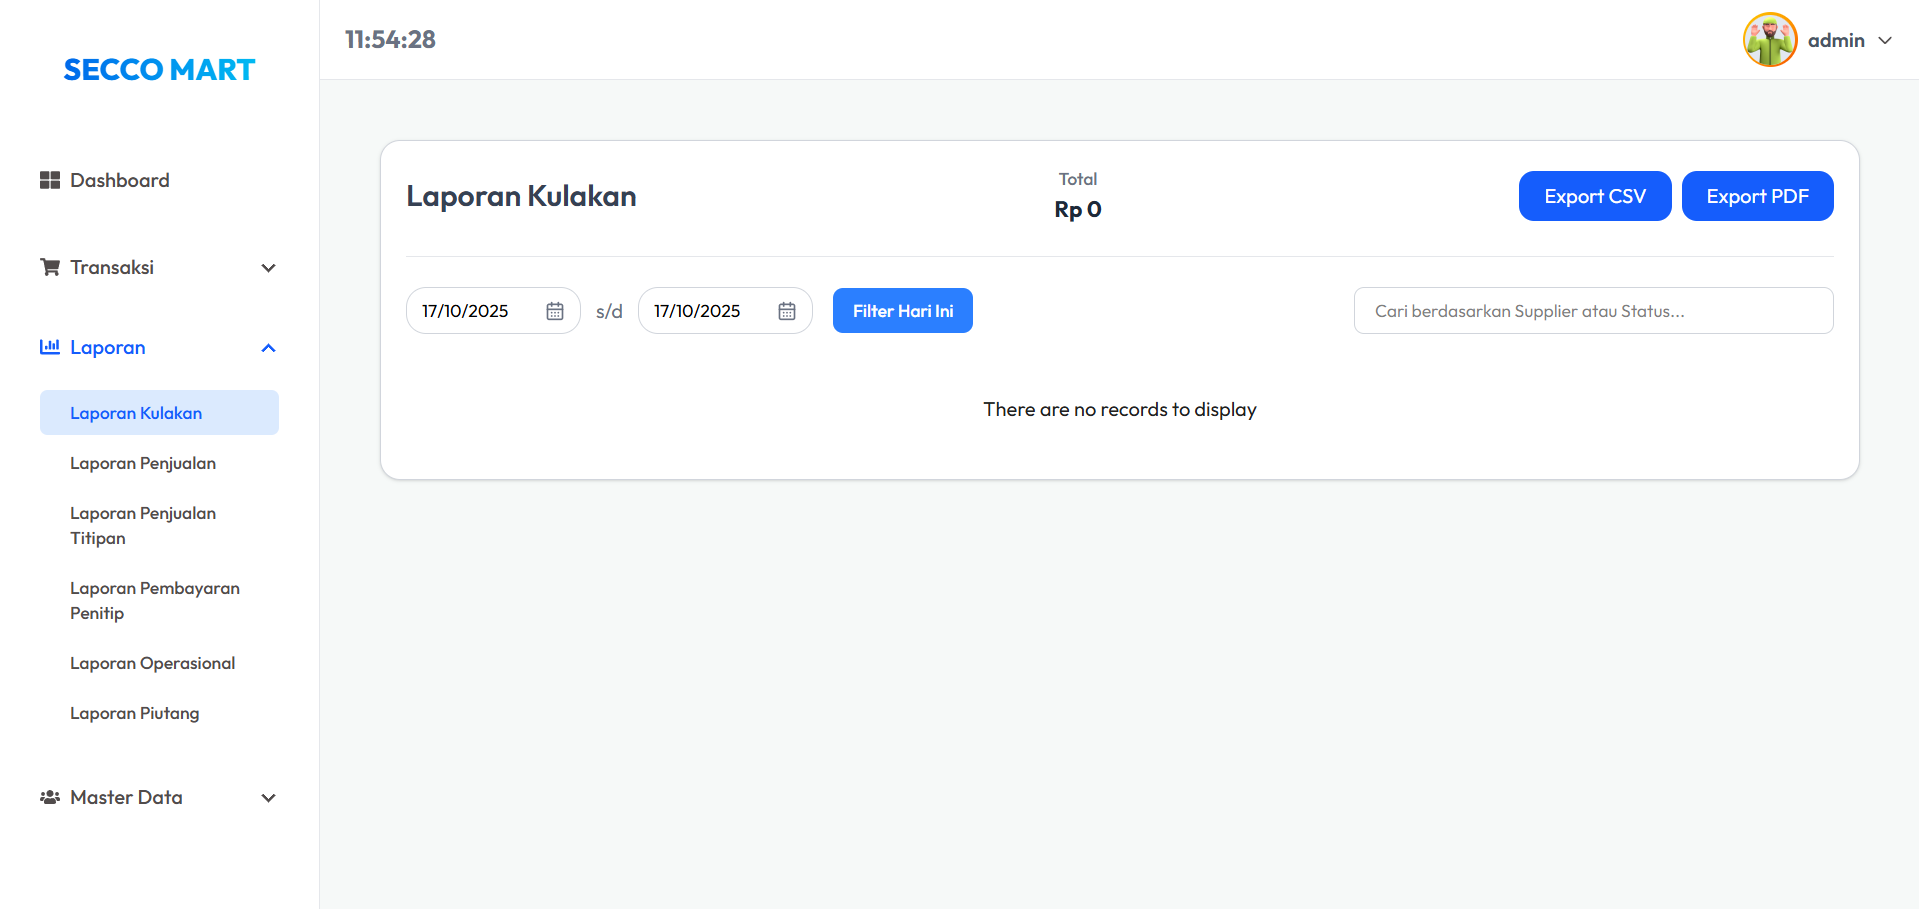 SECCO MART
Dashboard
Transaksi
Laporan
Laporan Kulakan
Laporan Penjualan
Laporan Penjualan
Titipan
Laporan Pembayaran
Penitip
Laporan Operasional
Laporan Piutang
Master Data
11:54:28
admin
Laporan Kulakan
Total
Rp 0
Export CSV
Export PDF
17/10/2025
s/d
17/10/2025
Filter Hari Ini
Cari berdasarkan Supplier atau Status...
There are no records to display